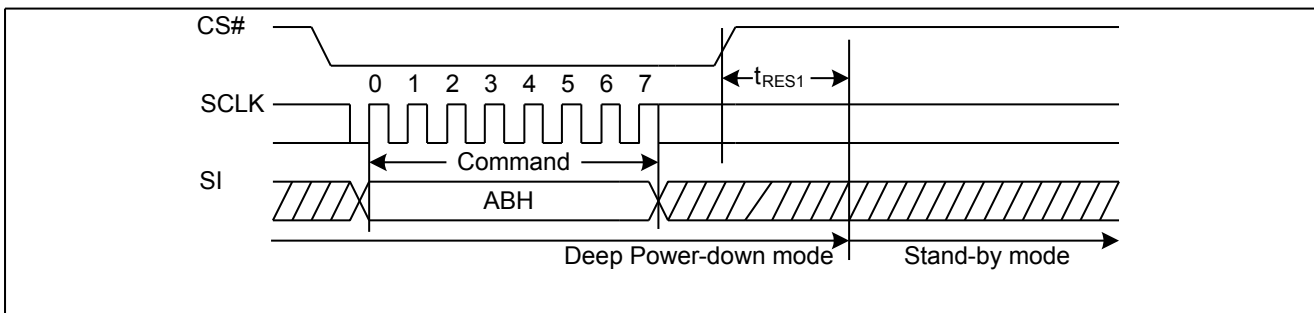 CS#
tRES1
0 1 2 3 4 5 6 7
SCLK
Command
SI
ABH
Deep Power-down mode Stand-by mode